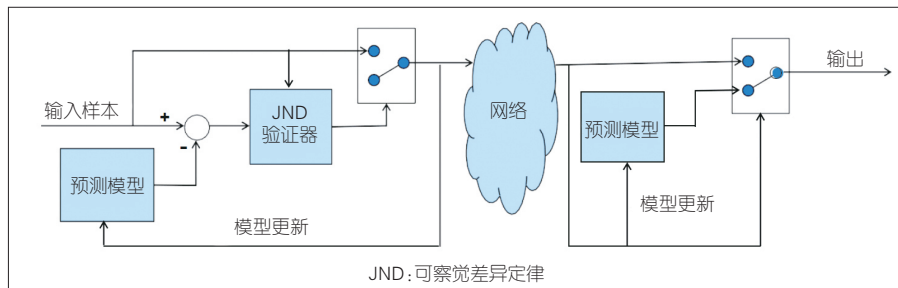 输入样本
+
-
JND
验证器
预测模型
模型更新
网络
预测模型
模型更新
输出
JND:可察觉差异定律